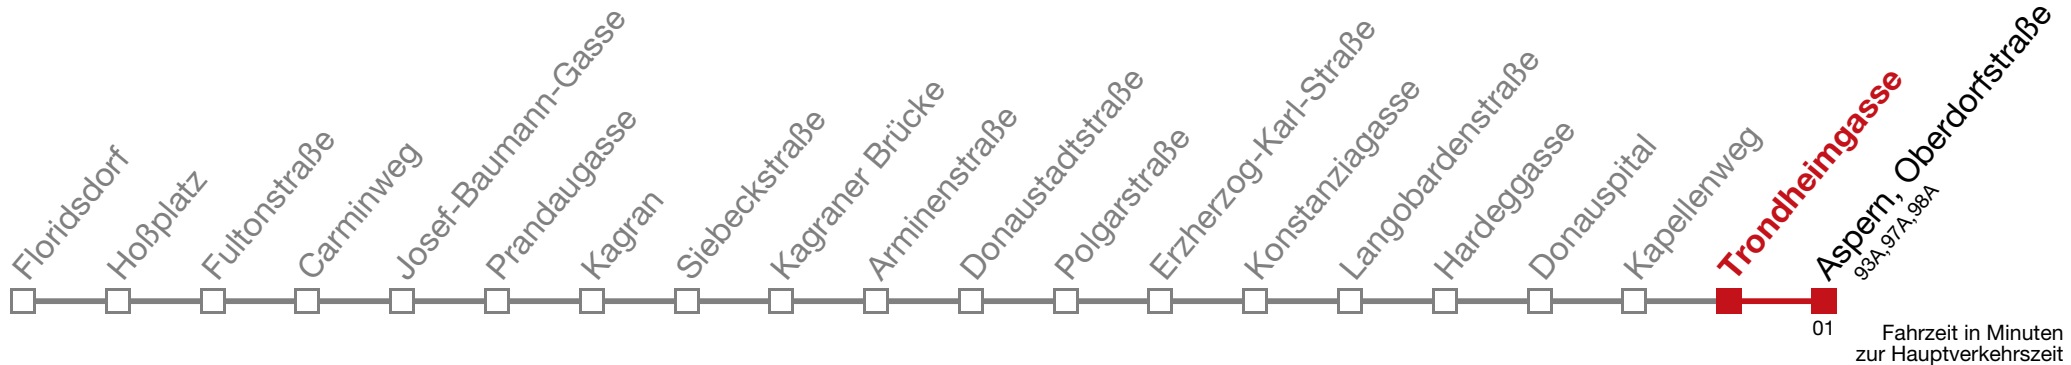 Floridsdorf
Hoßplatz
Fultonstraße
Carminweg
Josef-Baumann-Gasse
Prandaugasse
Kagran
Siebeckstraße
Kagraner Brücke
Arminenstraße
Donaustadtstraße
Polgarstraße
Erzherzog-Karl-Straße
Konstanziagasse
Langobardenstraße
Hardeggasse
Donauspital
Kapellenweg
Trondheimgasse
Aspern, Oberdorfstraße
93A,97A,98A
01
Fahrzeit in Minuten
zur Hauptverkehrszeit